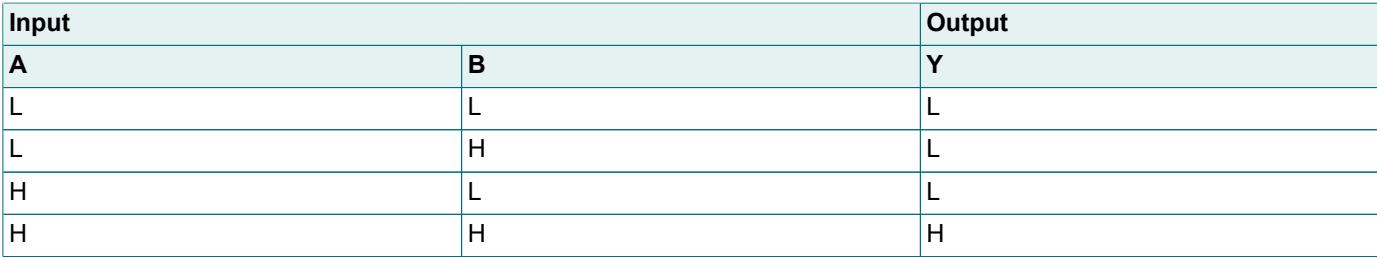 Input Output
A B Y
L L L
L H L
H L L
H H H